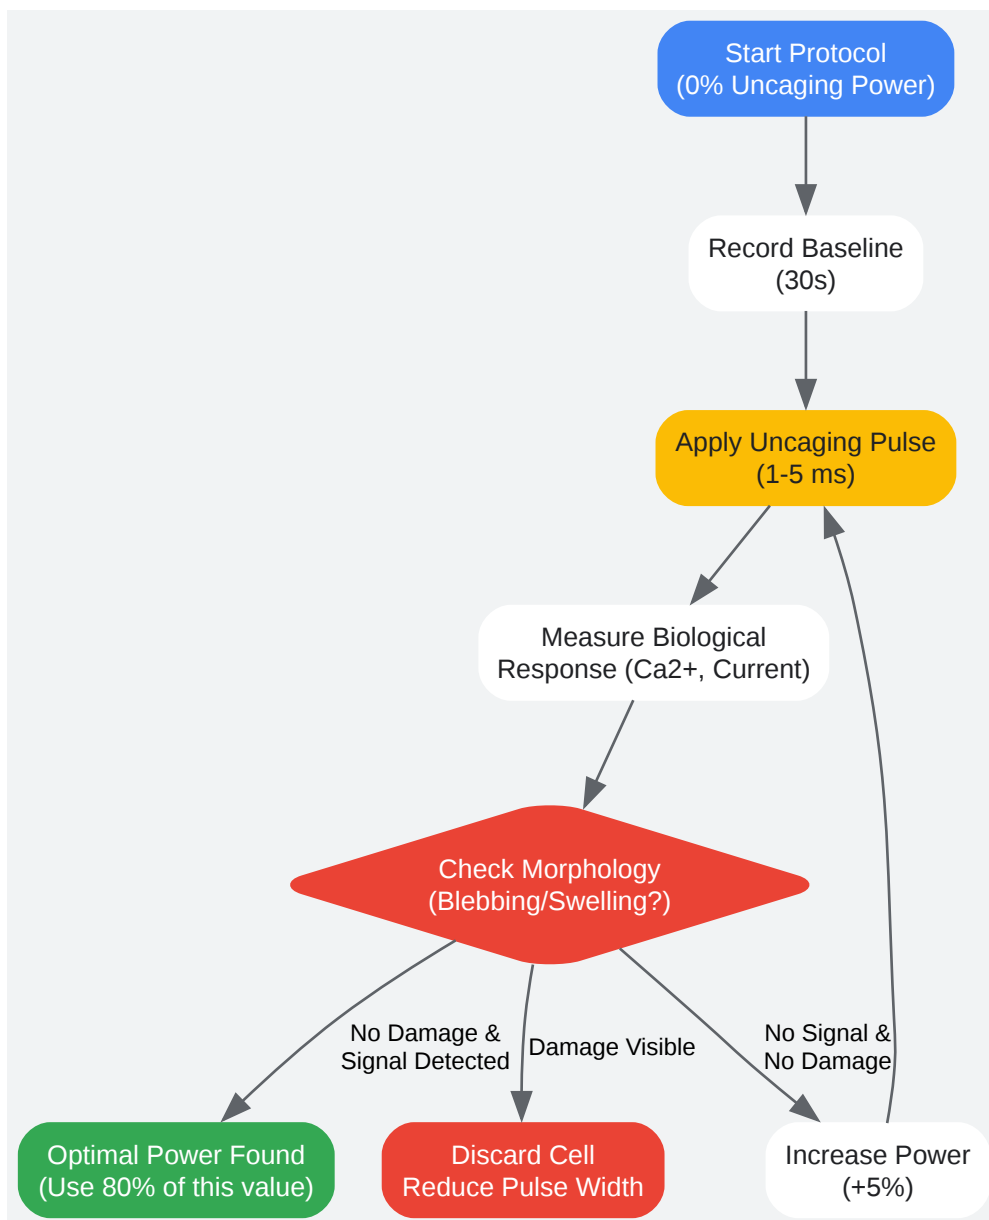 Start Protocol
(0% Uncaging Power)
Record Baseline
(30s)
Apply Uncaging Pulse
(1-5 ms)
Measure Biological
Response (Ca2+, Current)
Check Morphology
(Blebbing/Swelling?)
No Damage &
Signal Detected
Damage Visible
No Signal &
No Damage
Optimal Power Found
(Use 80% of this value)
Discard Cell
Reduce Pulse Width
Increase Power
(+5%)